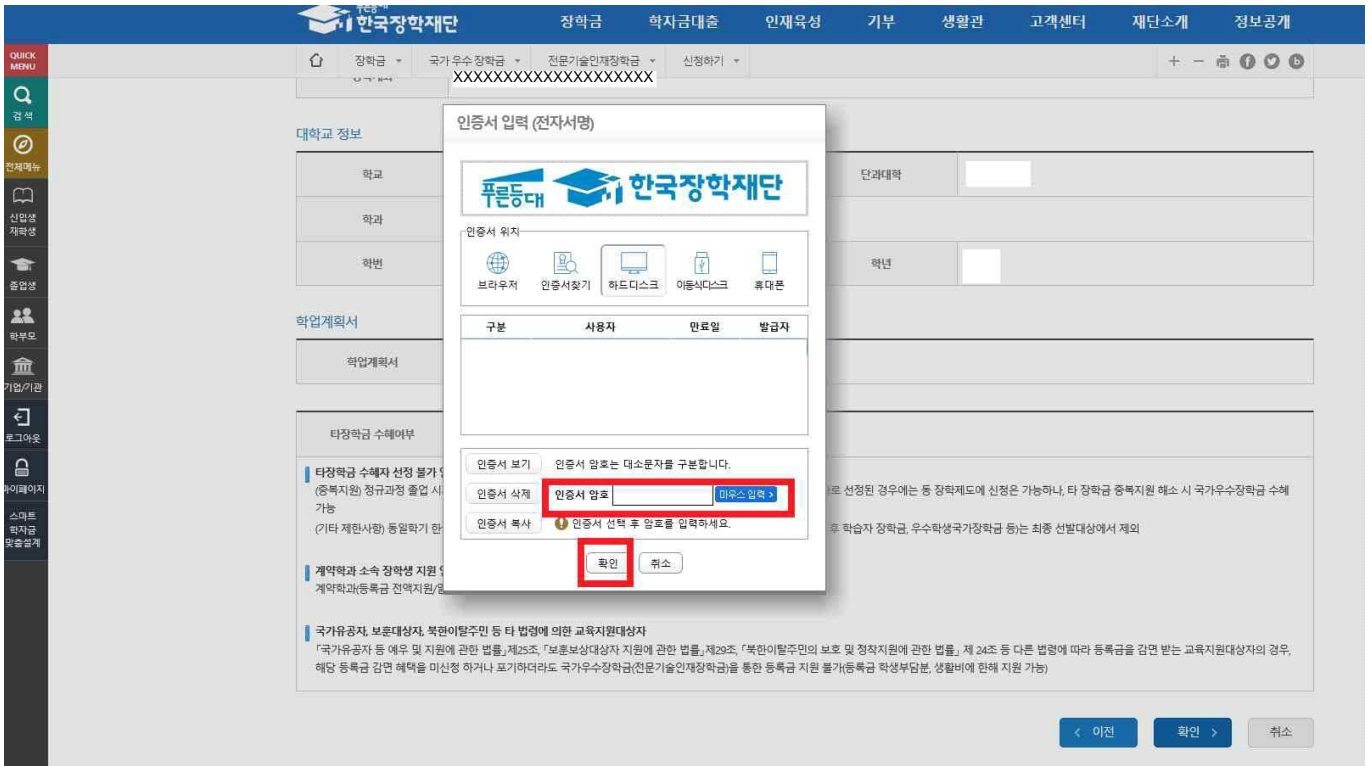 푸른등대
한국장학재단
장학금 학자금대출 인재육성 기부 생활관 고객센터 재단소개 정보공개
QUICK
MENU
장학금 국가우수장학금 전문기술인재장학금 신청하기
XXXXXXXXXXXXXXXXXXXXX
검색
전체메뉴
신입생
재학생
졸업생
학부모
기업/기관
로그아웃
마이페이지
스마트
학자금
맞춤설계
대학교 정보
학교
단과대학
학과
학번
학년
학업계획서
학업계획서
타장학금 수혜여부
인증서 입력 (전자서명)
푸른등대 한국장학재단
인증서 위치
브라우저 인증서찾기 하드디스크 이동식디스크 휴대폰
구분 사용자 만료일 발급자
인증서 보기 인증서 암호는 대소문자를 구분합니다.
인증서 삭제 인증서 암호 마우스 입력 >
인증서 복사 인증서 선택 후 암호를 입력하세요.
확인 취소
타장학금 수혜자 선정 불가
(중복지원) 정규과정 졸업 시 로 선정된 경우에는 동 장학제도에 신청은 가능하나, 타 장학금 중복지원 해소 시 국가우수장학금 수혜
가능
(기타 제한사항) 동일학기 한 후 학습자 장학금, 우수학생국가장학금 등)는 최종 선발대상에서 제외
계약학과 소속 장학생 지원
계약학과(등록금 전액지원/일
국가유공자, 보훈대상자, 북한이탈주민 등 타 법령에 의한 교육지원대상자
「국가유공자 등 예우 및 지원에 관한 법률」제25조, 「보훈보상대상자 지원에 관한 법률」제29조, 「북한이탈주민의 보호 및 정착지원에 관한 법률」 제 24조 등 다른 법령에 따라 등록금을 감면 받는 교육지원대상자의 경우,
해당 등록금 감면 혜택을 미신청 하거나 포기하더라도 국가우수장학금(전문기술인재장학금)을 통한 등록금 지원 불가(등록금 학생부담분, 생활비에 한해 지원 가능)
< 이전 확인 > 취소